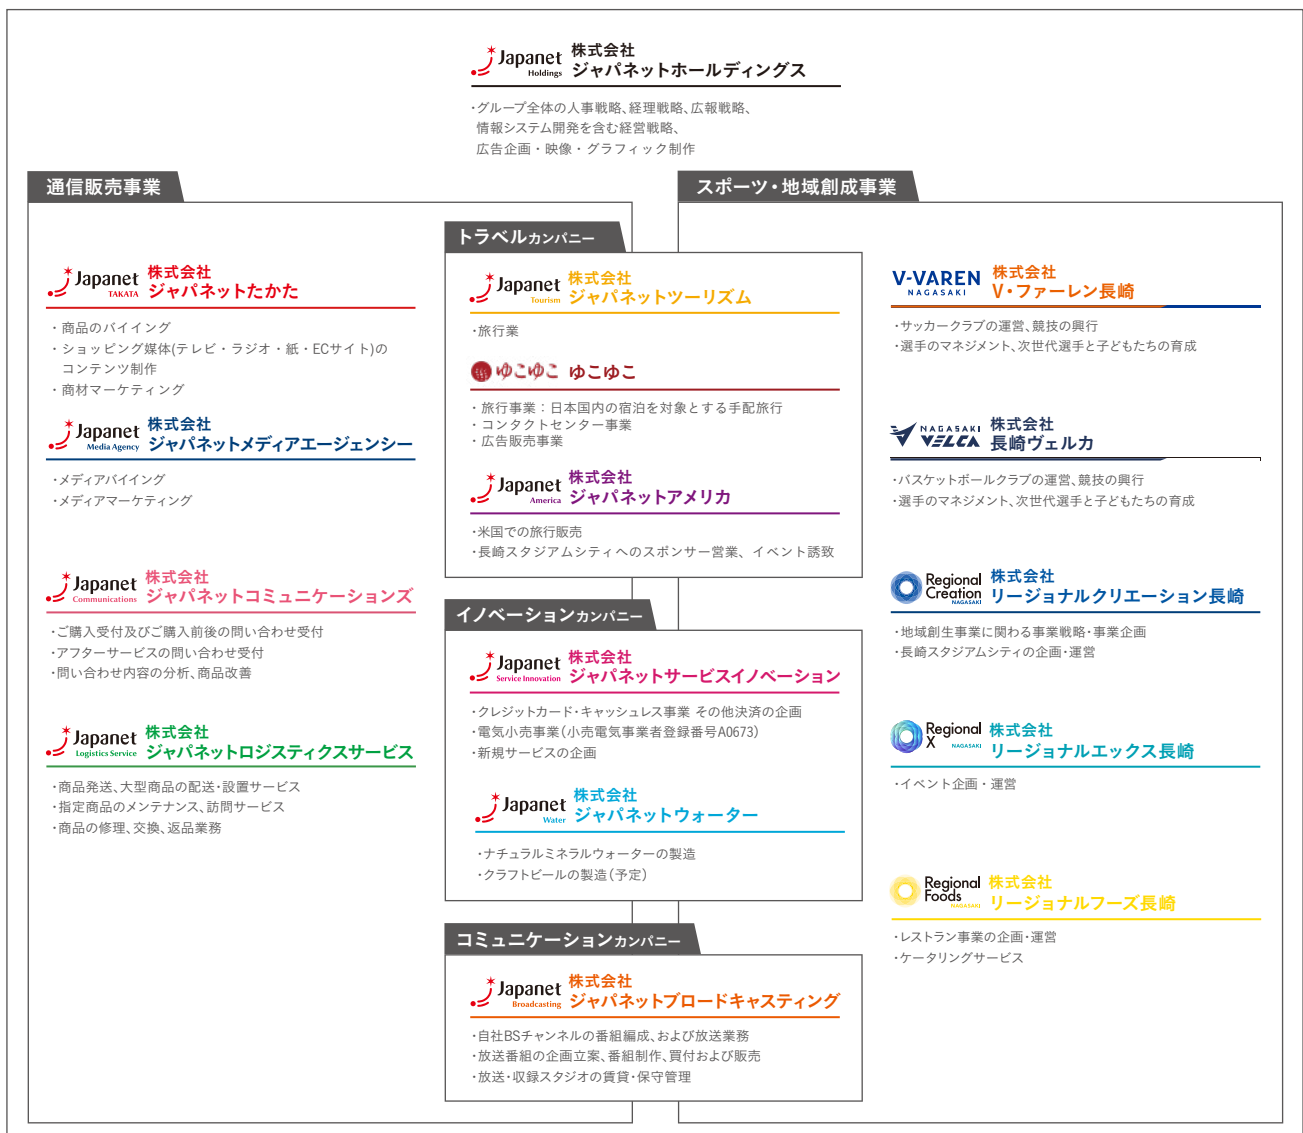 Japanet
Holdings
株式会社
ジャパネットホールディングス
・グループ全体の人事戦略、経理戦略、広報戦略、
情報システム開発を含む経営戦略、
広告企画・映像・グラフィック制作
通信販売事業
Japanet
TAKATA
株式会社
ジャパネットたかた
・商品のバイイング
・ショッピング媒体(テレビ・ラジオ・紙・ECサイト)の
コンテンツ制作
・商材マーケティング
Japanet
Media Agency
株式会社
ジャパネットメディアエージェンシー
・メディアバイイング
・メディアマーケティング
Japanet
Communications
株式会社
ジャパネットコミュニケーションズ
・ご購入受付及びご購入前後の問い合わせ受付
・アフターサービスの問い合わせ受付
・問い合わせ内容の分析、商品改善
Japanet
Logistics Service
株式会社
ジャパネットロジスティクスサービス
・商品発送、大型商品の配送・設置サービス
・指定商品のメンテナンス、訪問サービス
・商品の修理、交換、返品業務
トラベルカンパニー
Japanet
Tourism
株式会社
ジャパネットツーリズム
・旅行業
ゆこゆこ ゆこゆこ
・旅行事業：日本国内の宿泊を対象とする手配旅行
・コンタクトセンター事業
・広告販売事業
Japanet
America
株式会社
ジャパネットアメリカ
・米国での旅行販売
・長崎スタジアムシティへのスポンサー営業、イベント誘致
イノベーションカンパニー
Japanet
Service Innovation
株式会社
ジャパネットサービスイノベーション
・クレジットカード・キャッシュレス事業 その他決済の企画
・電気小売事業(小売電気事業者登録番号A0673)
・新規サービスの企画
Japanet
Water
株式会社
ジャパネットウォーター
・ナチュラルミネラルウォーターの製造
・クラフトビールの製造(予定)
コミュニケーションカンパニー
Japanet
Broadcasting
株式会社
ジャパネットブロードキャスティング
・自社BSチャンネルの番組編成、および放送業務
・放送番組の企画立案、番組制作、買付および販売
・放送・収録スタジオの賃貸・保守管理
スポーツ・地域創成事業
V-VAREN
NAGASAKI
株式会社
V・ファーレン長崎
・サッカークラブの運営、競技の興行
・選手のマネジメント、次世代選手と子どもたちの育成
NAGASAKI
VELCA
株式会社
長崎ヴェルカ
・バスケットボールクラブの運営、競技の興行
・選手のマネジメント、次世代選手と子どもたちの育成
Regional
Creation
NAGASAKI
株式会社
リージョナルクリエーション長崎
・地域創生事業に関わる事業戦略・事業企画
・長崎スタジアムシティの企画・運営
Regional
X
NAGASAKI
株式会社
リージョナルエックス長崎
・イベント企画・運営
Regional
Foods
NAGASAKI
株式会社
リージョナルフーズ長崎
・レストラン事業の企画・運営
・ケータリングサービス